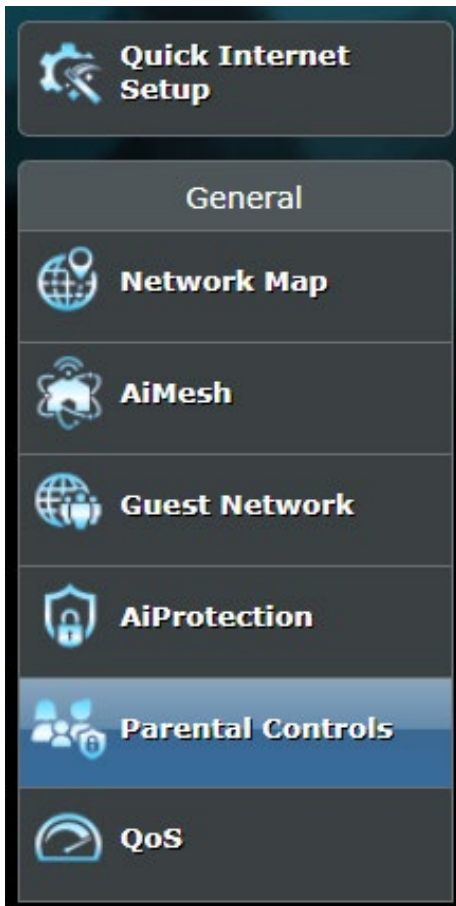 Quick Internet
Setup
General
Network Map
AiMesh
Guest Network
AiProtection
Parental Controls
QoS